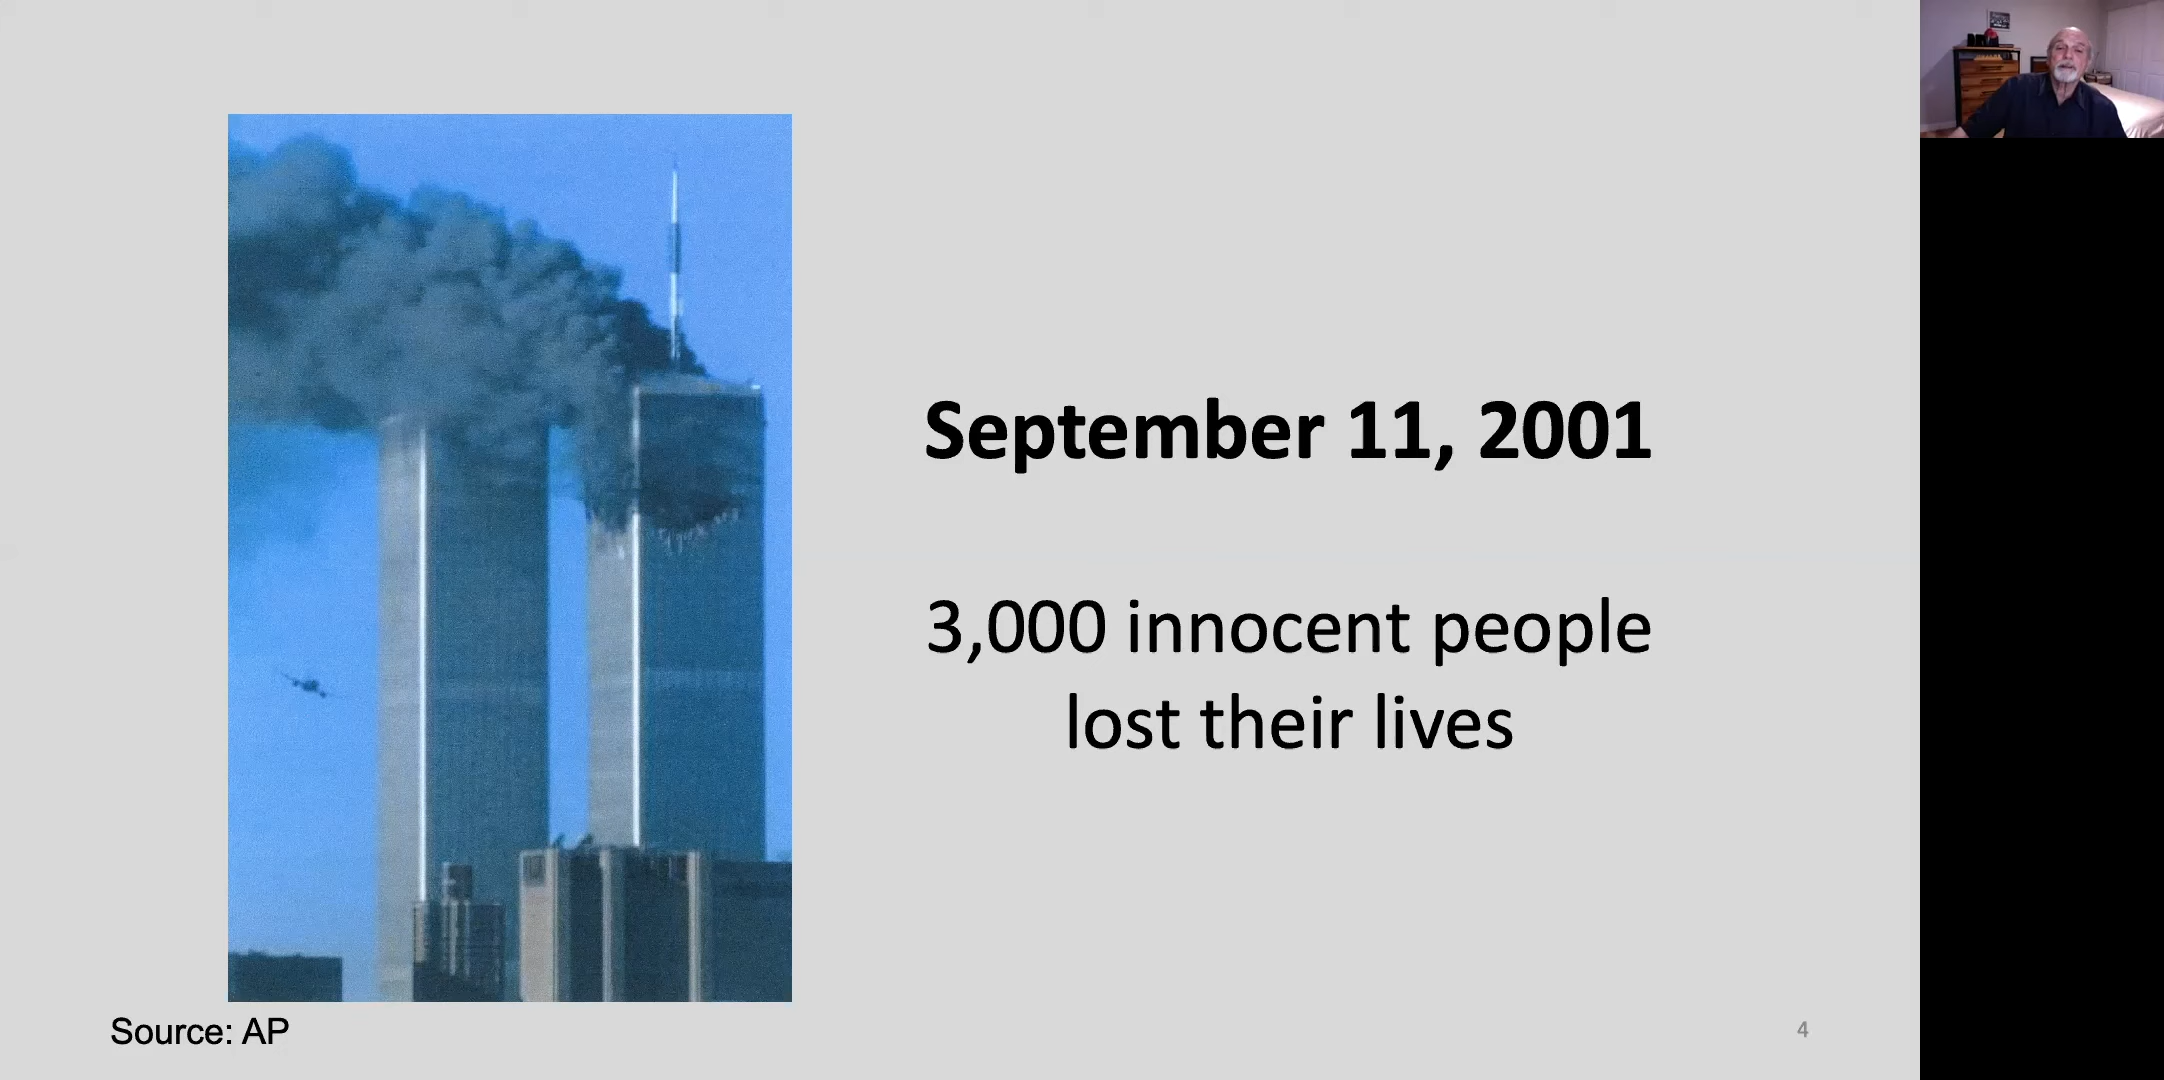 September 11, 2001
3,000 innocent people
lost their lives
Source: AP
4